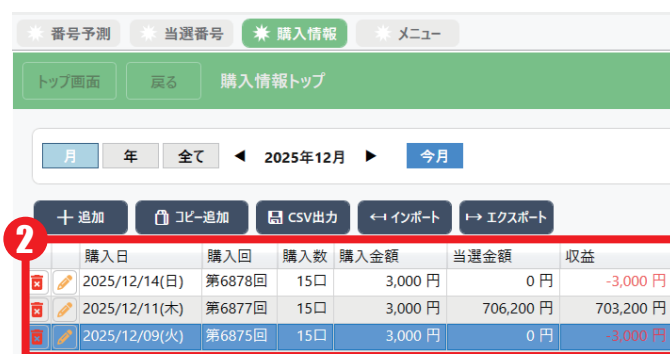 番号予測 当選番号 購入情報 メニュー
トップ画面 戻る 購入情報トップ
月 年 全て ◀ 2025年12月 ▶ 今月
追加 コピー追加 CSV出力 インポート エクスポート
2
購入日 購入回 購入数 購入金額 当選金額 収益
2025/12/14(日) 第6878回 15口 3,000 円 0 円 -3,000 円
2025/12/11(木) 第6877回 15口 3,000 円 706,200 円 703,200 円
2025/12/09(火) 第6875回 15口 3,000 円 0 円 -3,000 円